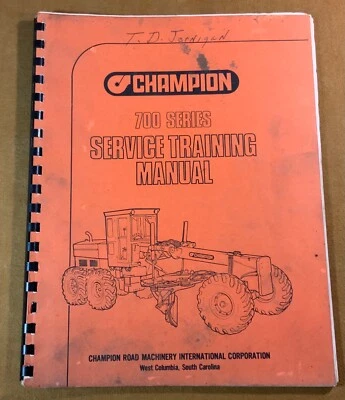 T. D. Jernigan
CHAMPION
700 SERIES
SERVICE TRAINING
MANUAL
CHAMPION ROAD MACHINERY INTERNATIONAL CORPORATION
West Columbia, South Carolina